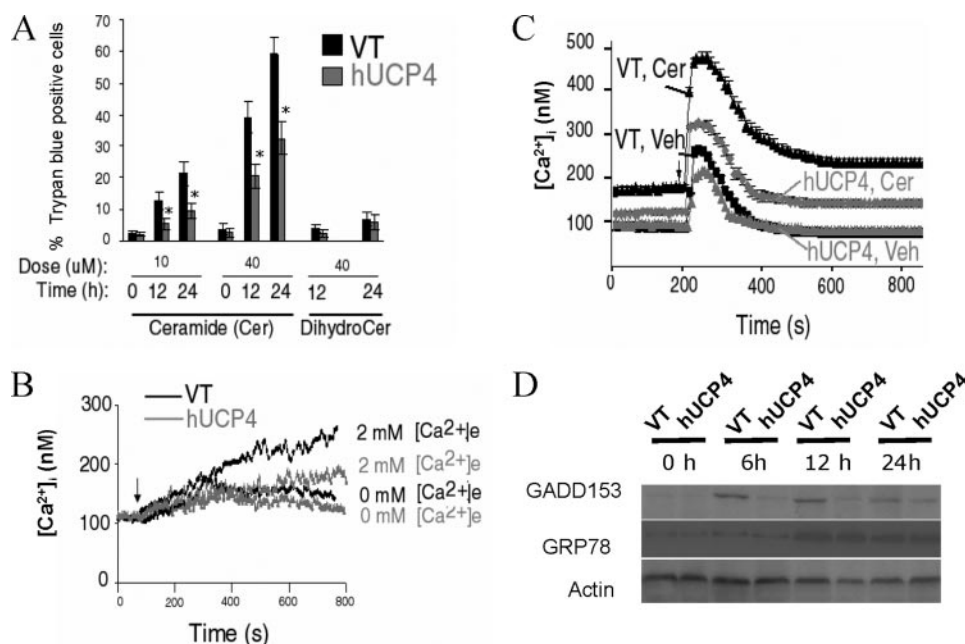 A
% Trypan blue positive cells
70
60
50
40
30
20
10
0
VT
hUCP4
*
*
*
*
Dose (uM): 10 40 40
Time (h): 0 12 24 0 12 24 12 24
Ceramide (Cer) DihydroCer
B
VT
hUCP4
[Ca²⁺]i (nM)
300
200
100
0
2 mM [Ca2+]e
2 mM [Ca2+]e
0 mM [Ca2+]e
0 mM [Ca2+]e
0 200 400 600 800
Time (s)
C
[Ca²⁺]i (nM)
500
400
300
200
100
VT, Cer
VT, Veh
hUCP4, Cer
hUCP4, Veh
0 200 400 600 800
Time (s)
D
VT hUCP4 VT hUCP4 VT hUCP4 VT hUCP4
0 h 6h 12 h 24h
GADD153
GRP78
Actin